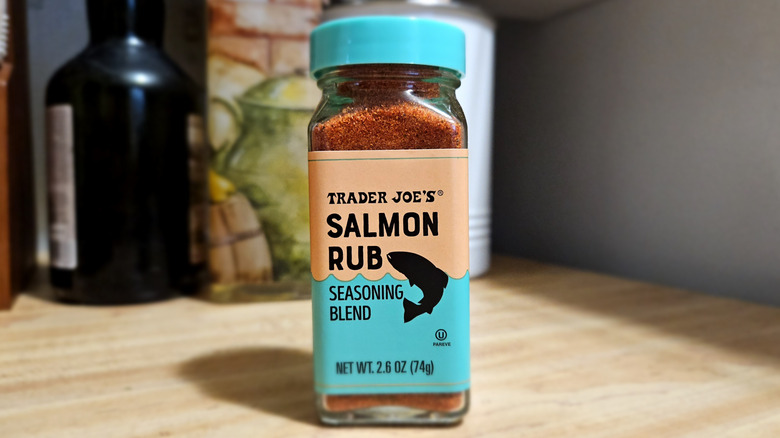 TRADER JOE'S®
SALMON
RUB
SEASONING
BLEND
U
PAREVE
NET WT. 2.6 OZ (74g)